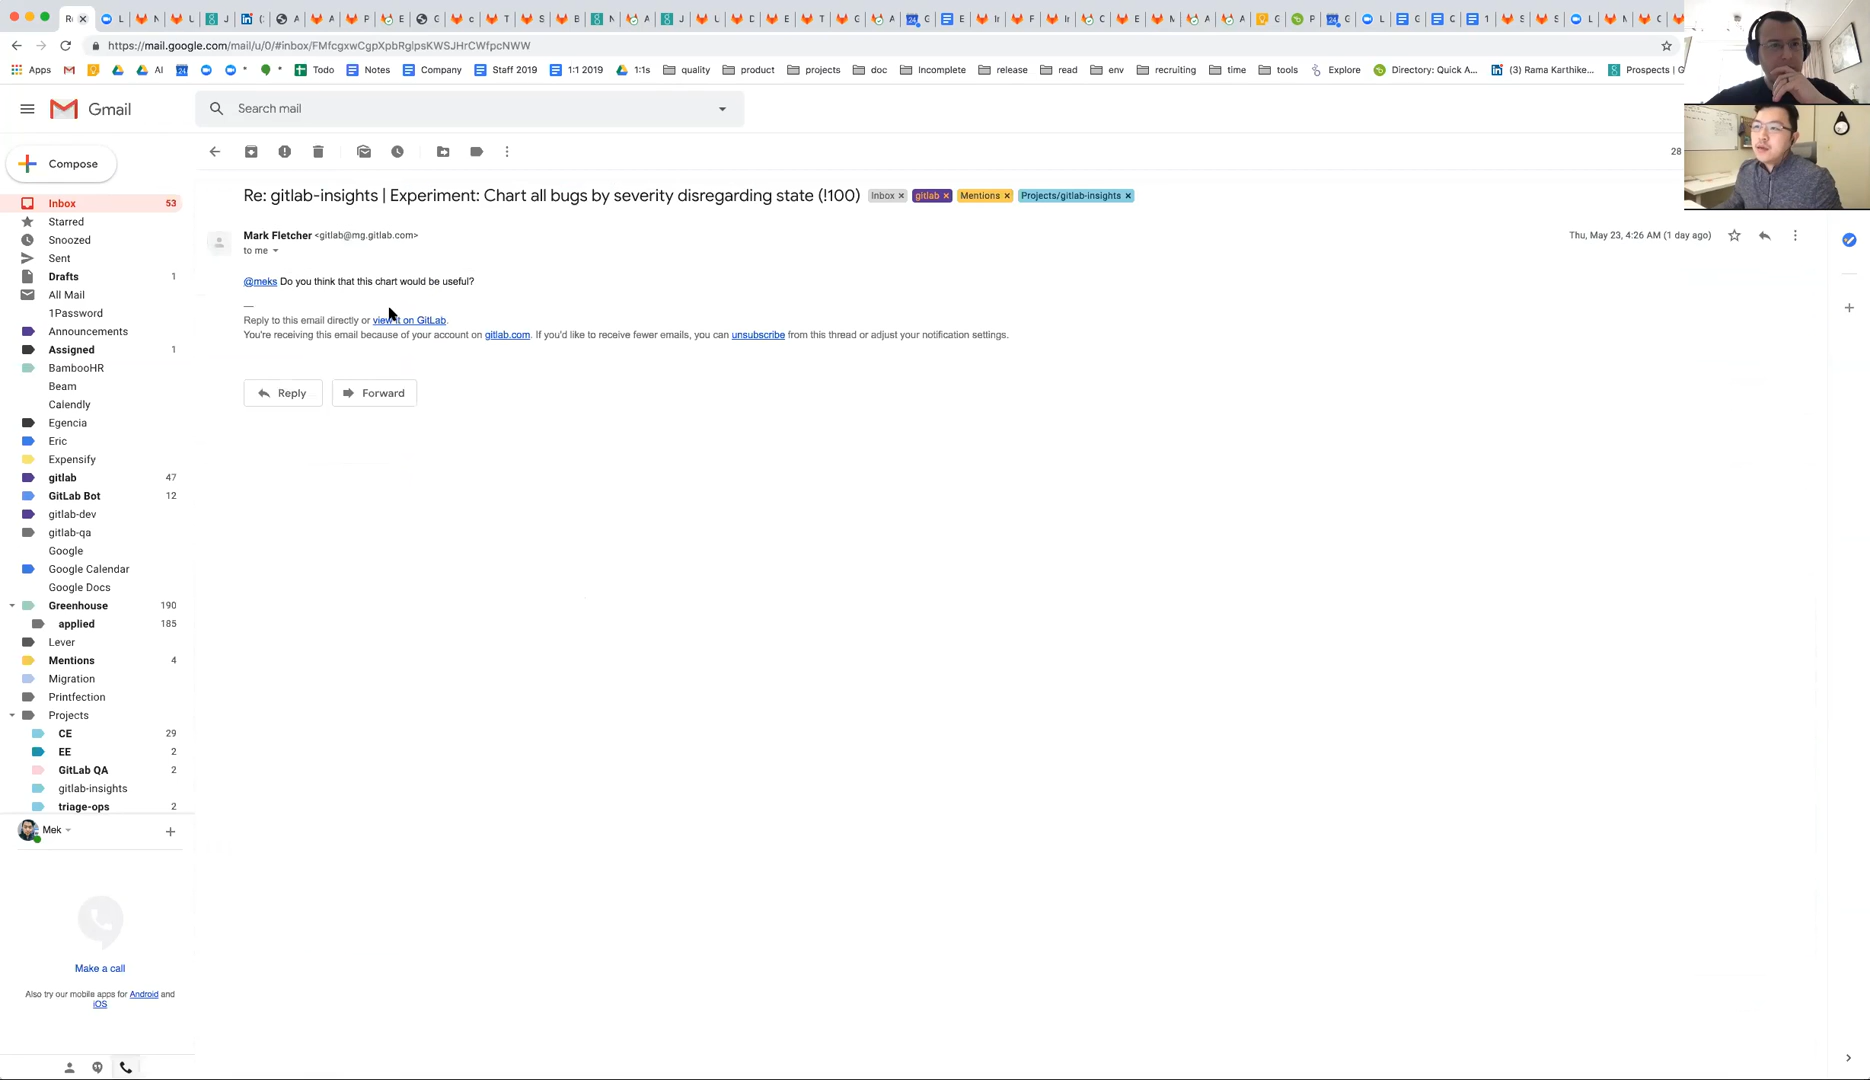 https://mail.google.com/mail/u/0/#inbox/FMfcgxwCgpXpbRglpsKWSJHrCWfpcNWW
Apps
AI
Todo
Notes
Company
Staff 2019
1:1 2019
1:1s
quality
product
projects
doc
Incomplete
release
read
env
recruiting
time
tools
Explore
Directory: Quick A...
(3) Rama Karthike...
Prospects | G
Gmail
Search mail
Compose
28
Re: gitlab-insights | Experiment: Chart all bugs by severity disregarding state (!100)
Inbox x
gitlab x
Mentions x
Projects/gitlab-insights x
Mark Fletcher <gitlab@mg.gitlab.com>
to me
Thu, May 23, 4:26 AM (1 day ago)
@meks Do you think that this chart would be useful?
—
Reply to this email directly or view it on GitLab.
You're receiving this email because of your account on gitlab.com. If you'd like to receive fewer emails, you can unsubscribe from this thread or adjust your notification settings.
Reply
Forward
Inbox 53
Starred
Snoozed
Sent
Drafts 1
All Mail
1Password
Announcements
Assigned 1
BambooHR
Beam
Calendly
Egencia
Eric
Expensify
gitlab 47
GitLab Bot 12
gitlab-dev
gitlab-qa
Google
Google Calendar
Google Docs
Greenhouse 190
applied 185
Lever
Mentions 4
Migration
Printfection
Projects
CE 29
EE 2
GitLab QA 2
gitlab-insights
triage-ops 2
Mek
Make a call
Also try our mobile apps for Android and
iOS